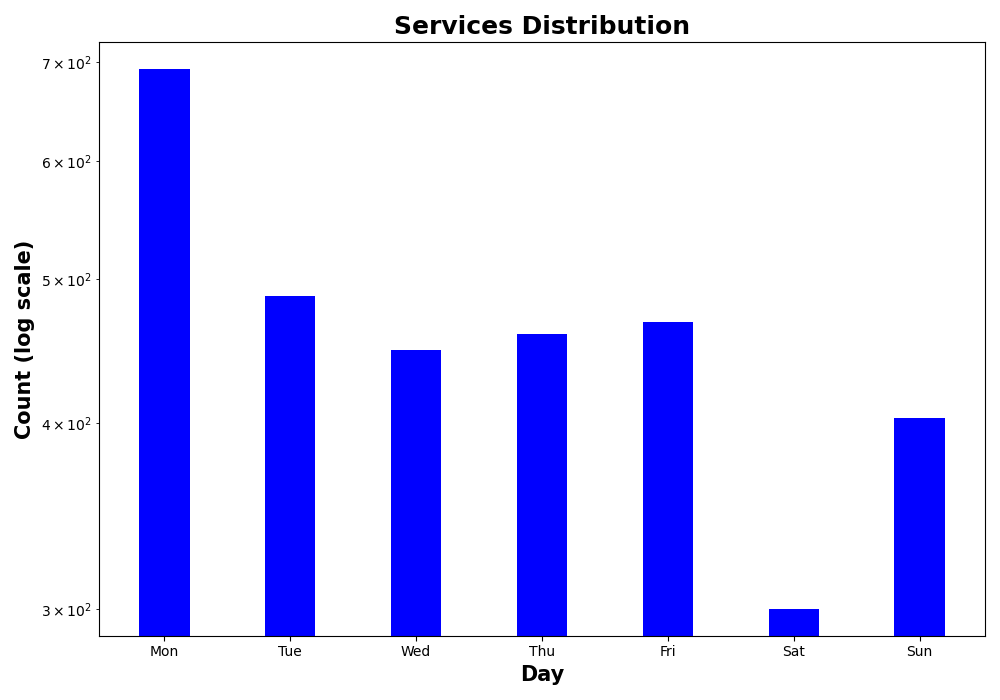 Services Distribution
Count (log scale)
7 × 10²
6 × 10²
5 × 10²
4 × 10²
3 × 10²
Mon Tue Wed Thu Fri Sat Sun
Day